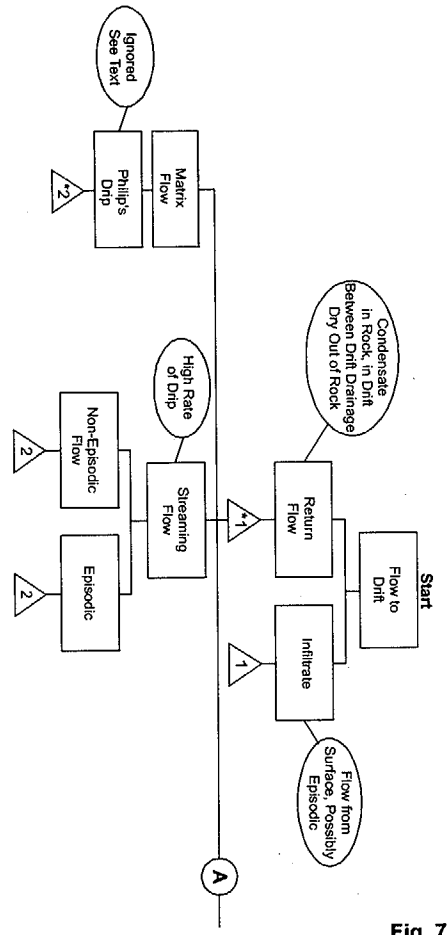 Start
Flow to
Drift
Return
Flow
Infiltrate
Condensate
in Rock, in Drift
Between Drift Drainage
Dry Out of Rock
Flow from
Surface, Possibly
Episodic
*1
1
Matrix
Flow
Philip's
Drip
*2
Ignored
See Text
Streaming
Flow
High Rate
of Drip
Non-Episodic
Flow
2
Episodic
2
A
Fig. 7